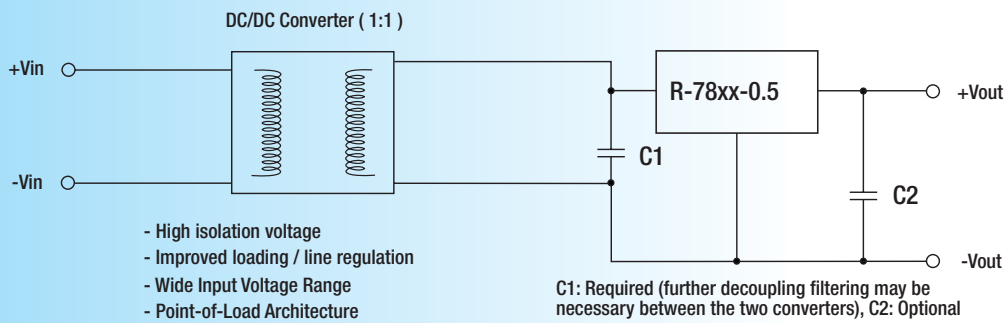 DC/DC Converter ( 1:1 )
+Vin
R-78xx-0.5
+Vout
C1
-Vin
C2
- High isolation voltage
- Improved loading / line regulation
- Wide Input Voltage Range
- Point-of-Load Architecture
-Vout
C1: Required (further decoupling filtering may be
necessary between the two converters), C2: Optional